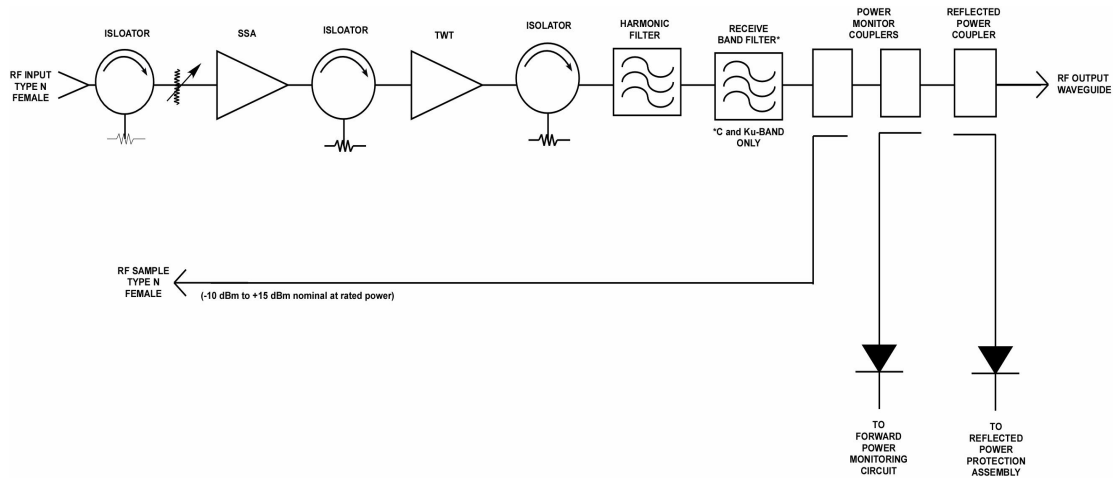 RF INPUT
TYPE N
FEMALE
ISLOATOR
SSA
ISLOATOR
TWT
ISOLATOR
HARMONIC
FILTER
RECEIVE
BAND FILTER*
*C and Ku-BAND
ONLY
POWER
MONITOR
COUPLERS
REFLECTED
POWER
COUPLER
RF OUTPUT
WAVEGUIDE
RF SAMPLE
TYPE N
FEMALE
(-10 dBm to +15 dBm nominal at rated power)
TO
FORWARD
POWER
MONITORING
CIRCUIT
TO
REFLECTED
POWER
PROTECTION
ASSEMBLY